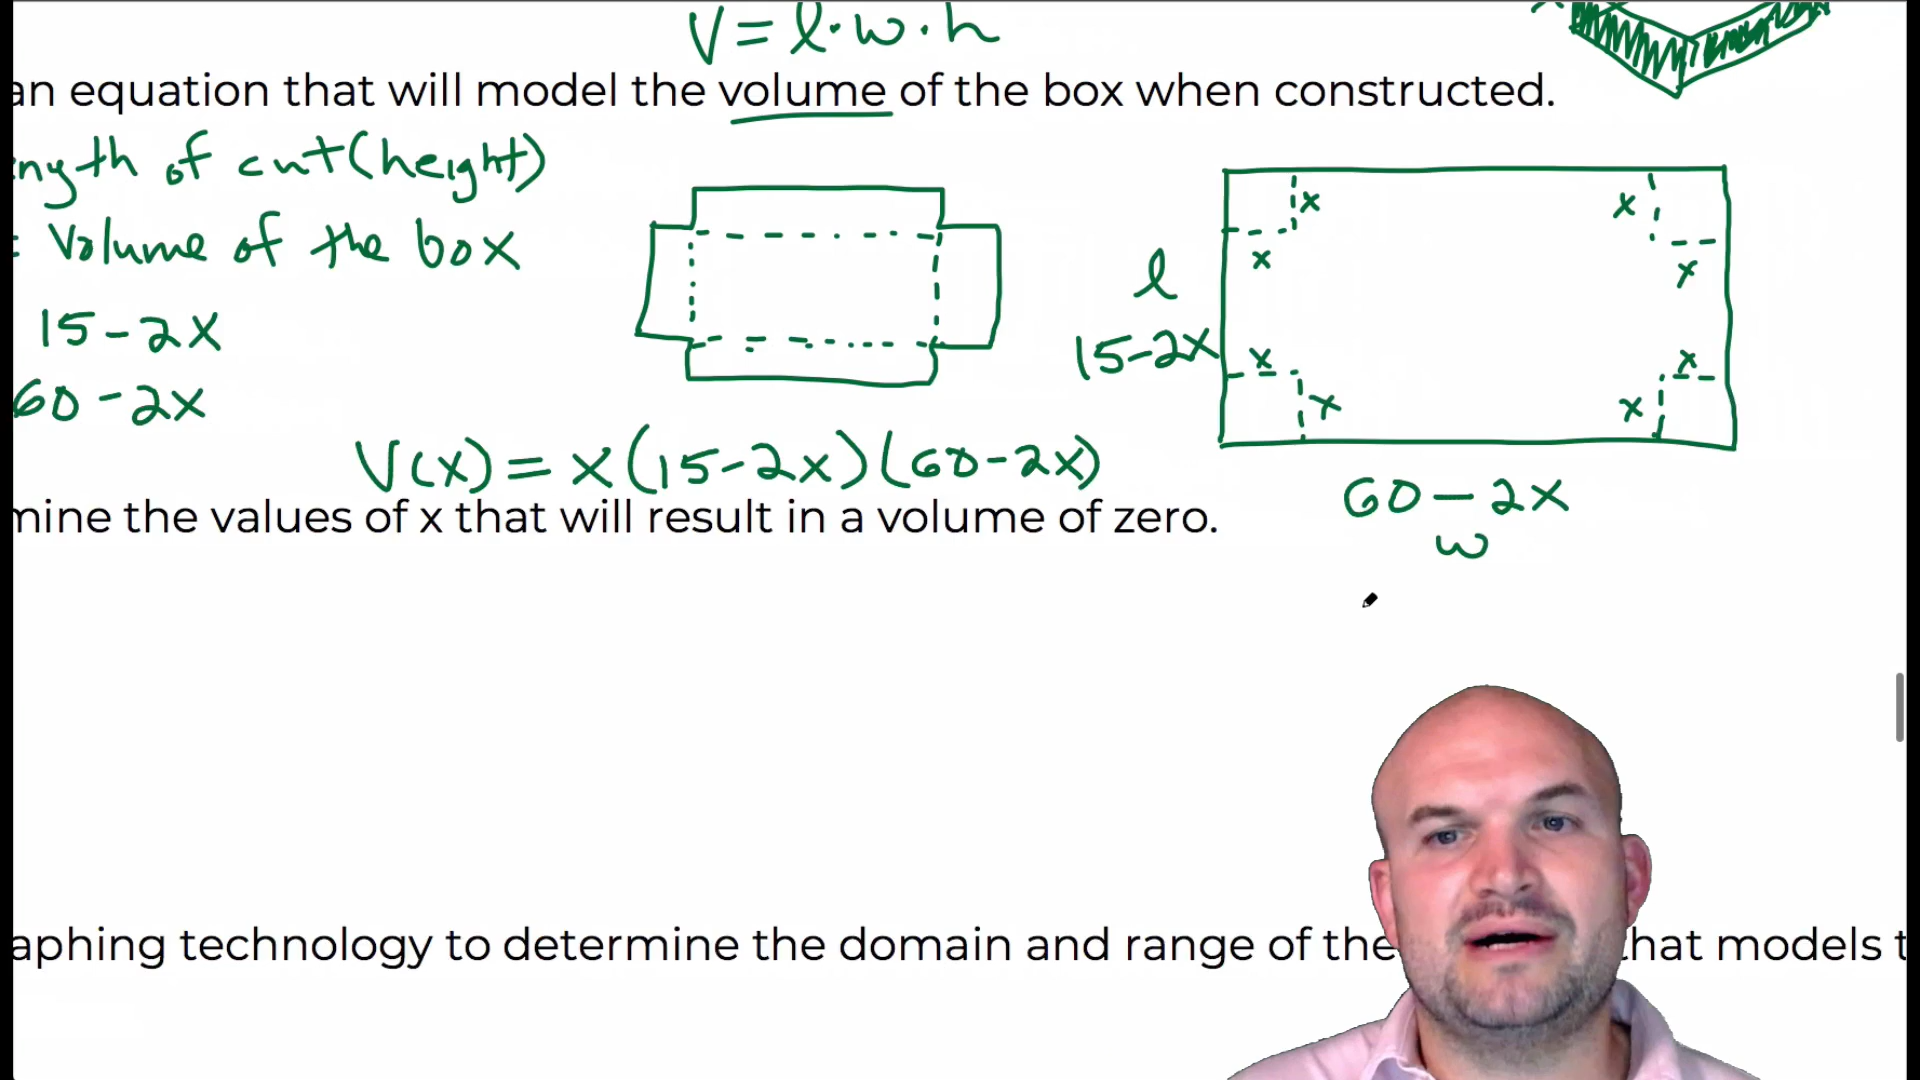 V = l · w · h
an equation that will model the volume of the box when constructed.
ngth of cut (height)
= Volume of the box
15 - 2x
60 - 2x
x
x
x
x
l
15-2x
x
x
x
x
V(x) = x(15-2x)(60-2x)
60 - 2x
w
mine the values of x that will result in a volume of zero.
aphing technology to determine the domain and range of the
that models t